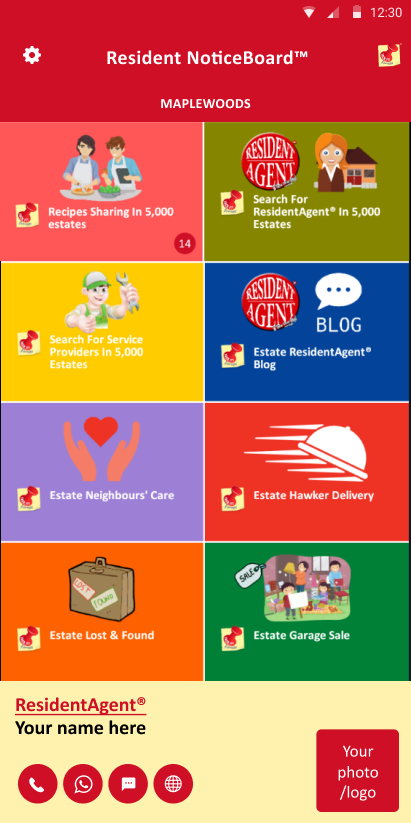 12:30
Resident NoticeBoard™
MAPLEWOODS
Recipes Sharing In 5,000
estates
14
RESIDENT
AGENT
Search For
ResidentAgent® In 5,000
Estates
Search For Service
Providers In 5,000
Estates
RESIDENT
AGENT
BLOG
Estate ResidentAgent®
Blog
Estate Neighbours' Care
Estate Hawker Delivery
LOST
FOUND
Estate Lost & Found
SALE
Estate Garage Sale
ResidentAgent®
Your name here
Your
photo
/logo